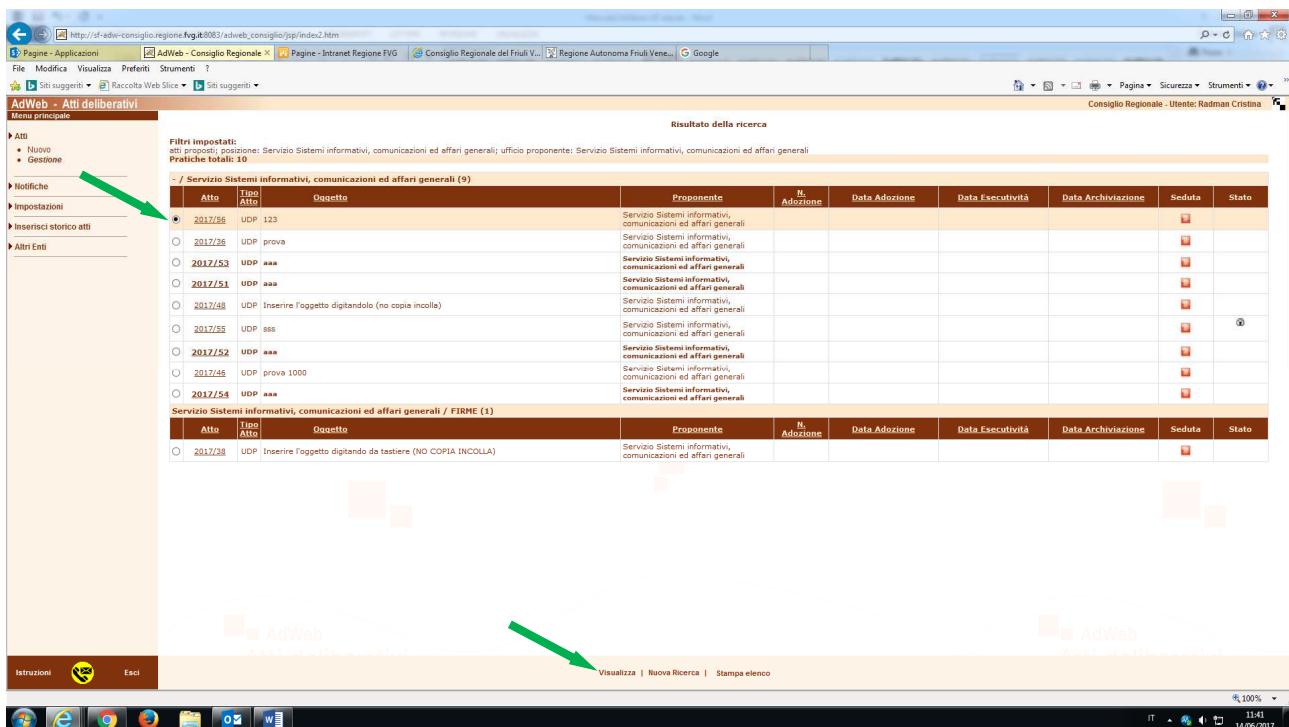 http://sf-adw-consiglio.regione.fvg.it:8083/adweb_consiglio/jsp/index2.htm
Pagine - Applicazioni
AdWeb - Consiglio Regionale
Pagine - Intranet Regione FVG
Consiglio Regionale del Friuli V...
Regione Autonoma Friuli Vene...
Google
File Modifica Visualizza Preferiti Strumenti ?
Siti suggeriti Raccolta Web Slice Siti suggeriti
Pagina Sicurezza Strumenti
AdWeb - Atti deliberativi
Consiglio Regionale - Utente: Radman Cristina
Menu principale
Atti
Nuovo
Gestione
Notifiche
Impostazioni
Inserisci storico atti
Altri Enti
Risultato della ricerca
Filtri impostati:
atti proposti; posizione: Servizio Sistemi informativi, comunicazioni ed affari generali; ufficio proponente: Servizio Sistemi informativi, comunicazioni ed affari generali
Pratiche totali: 10
- / Servizio Sistemi informativi, comunicazioni ed affari generali (9)
Atto Tipo Atto Oggetto Proponente N. Adozione Data Adozione Data Esecutività Data Archiviazione Seduta Stato
2017/56 UDP 123 Servizio Sistemi informativi, comunicazioni ed affari generali
2017/36 UDP prova Servizio Sistemi informativi, comunicazioni ed affari generali
2017/53 UDP aaa Servizio Sistemi informativi, comunicazioni ed affari generali
2017/51 UDP aaa Servizio Sistemi informativi, comunicazioni ed affari generali
2017/48 UDP Inserire l'oggetto digitandolo (no copia incolla) Servizio Sistemi informativi, comunicazioni ed affari generali
2017/55 UDP sss Servizio Sistemi informativi, comunicazioni ed affari generali
2017/52 UDP aaa Servizio Sistemi informativi, comunicazioni ed affari generali
2017/46 UDP prova 1000 Servizio Sistemi informativi, comunicazioni ed affari generali
2017/54 UDP aaa Servizio Sistemi informativi, comunicazioni ed affari generali
Servizio Sistemi informativi, comunicazioni ed affari generali / FIRME (1)
Atto Tipo Atto Oggetto Proponente N. Adozione Data Adozione Data Esecutività Data Archiviazione Seduta Stato
2017/38 UDP Inserire l'oggetto digitando da tastiere (NO COPIA INCOLLA) Servizio Sistemi informativi, comunicazioni ed affari generali
AdWeb
AdWeb
Istruzioni Esci
Visualizza | Nuova Ricerca | Stampa elenco
100%
IT
11:41
14/06/2017